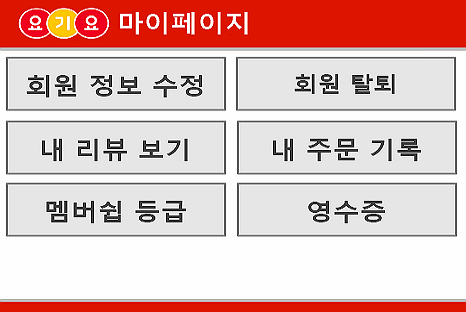 요기요 마이페이지
회원 정보 수정 회원 탈퇴
내 리뷰 보기 내 주문 기록
멤버쉽 등급 영수증